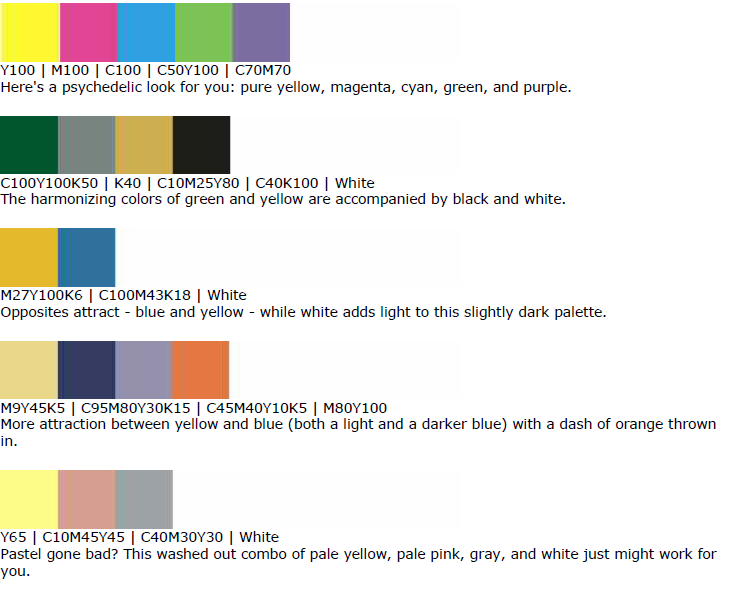 Y100 | M100 | C100 | C50Y100 | C70M70
Here's a psychedelic look for you: pure yellow, magenta, cyan, green, and purple.
C100Y100K50 | K40 | C10M25Y80 | C40K100 | White
The harmonizing colors of green and yellow are accompanied by black and white.
M27Y100K6 | C100M43K18 | White
Opposites attract - blue and yellow - while white adds light to this slightly dark palette.
M9Y45K5 | C95M80Y30K15 | C45M40Y10K5 | M80Y100
More attraction between yellow and blue (both a light and a darker blue) with a dash of orange thrown
in.
Y65 | C10M45Y45 | C40M30Y30 | White
Pastel gone bad? This washed out combo of pale yellow, pale pink, gray, and white just might work for
you.